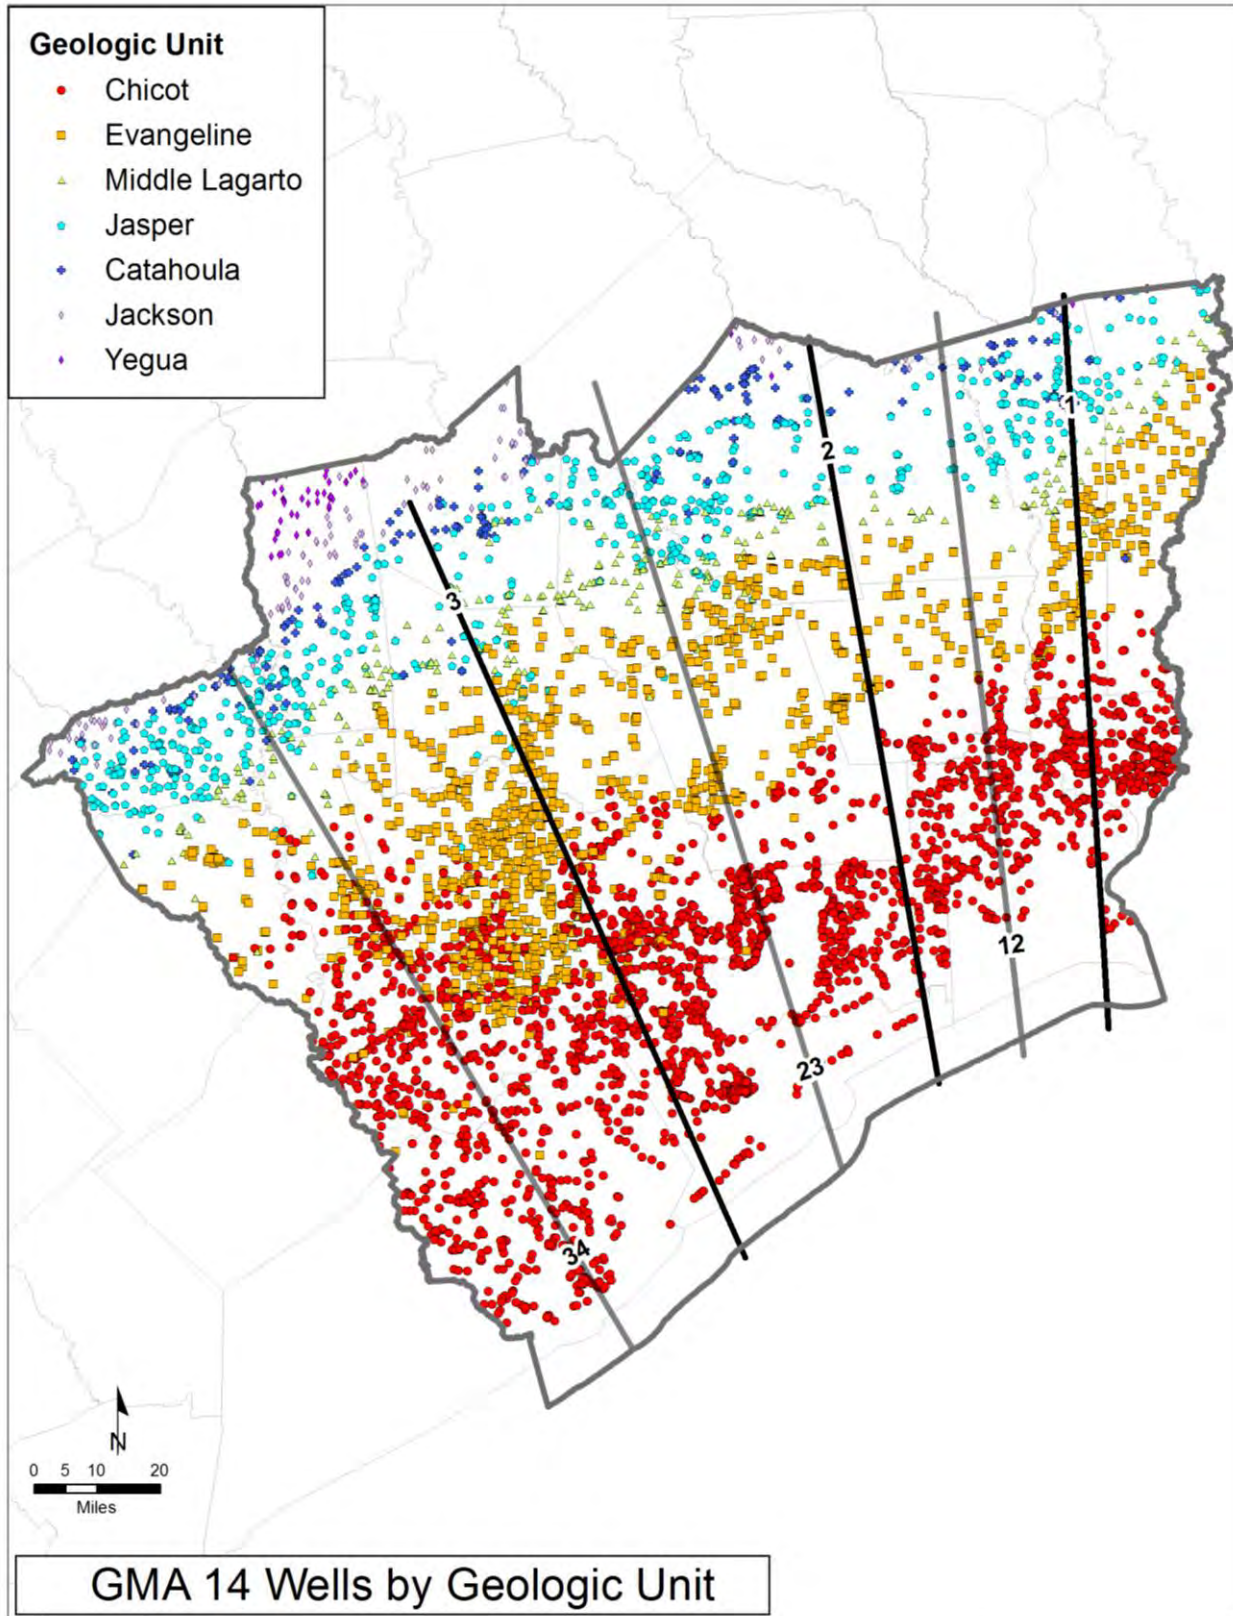 Geologic Unit
Chicot
Evangeline
Middle Lagarto
Jasper
Catahoula
Jackson
Yegua
1
2
3
12
23
34
N
0 5 10 20
Miles
GMA 14 Wells by Geologic Unit